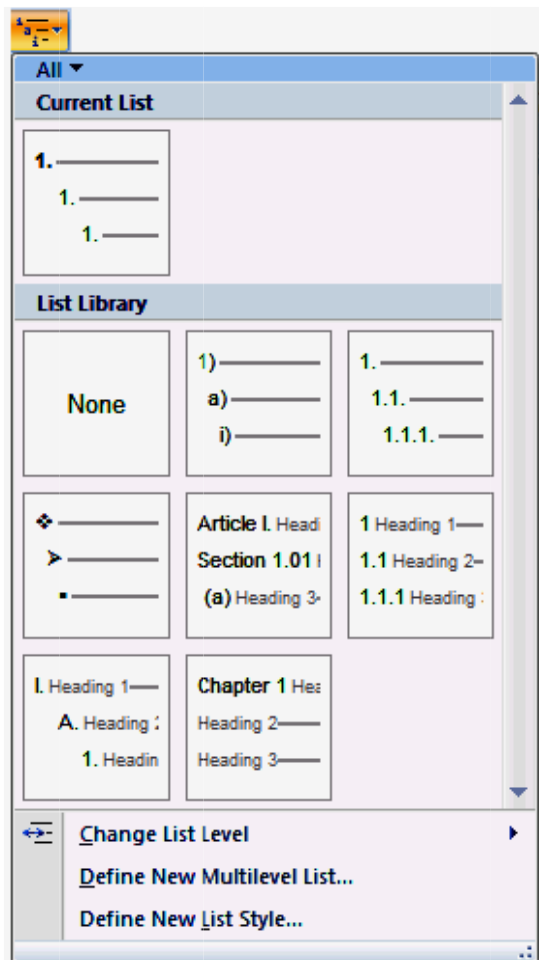 All
Current List
1.
1.
1.
List Library
None
1)
a)
i)
1.
1.1.
1.1.1.
Article I. Headi
Section 1.01
(a) Heading 3
1 Heading 1
1.1 Heading 2
1.1.1 Heading
I. Heading 1
A. Heading
1. Headin
Chapter 1 Hea
Heading 2
Heading 3
Change List Level
Define New Multilevel List...
Define New List Style...